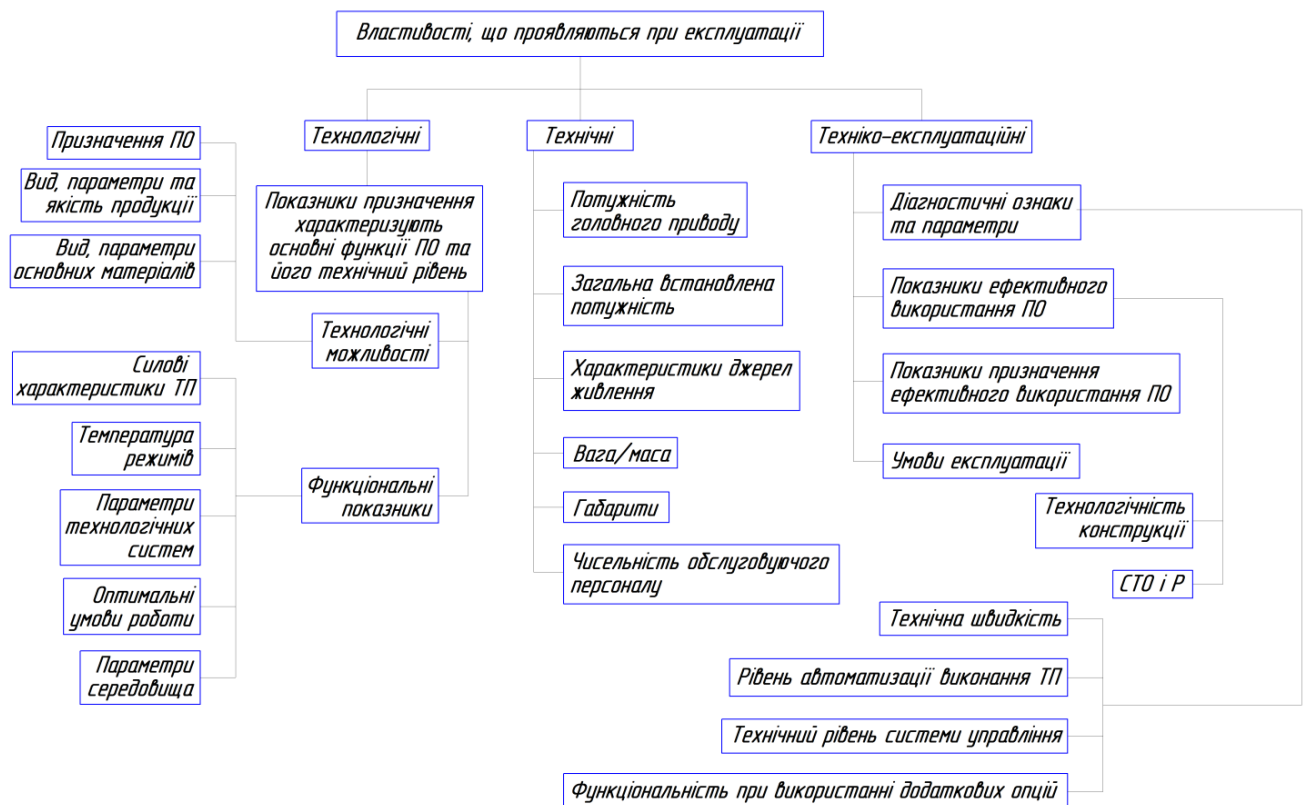 Властивості, що проявляються при експлуатації
Технологічні
Технічні
Техніко-експлуатаційні
Призначення ПО
Вид, параметри та
якість продукції
Вид, параметри
основних матеріалів
Показники призначення
характеризують
основні функції ПО та
його технічний рівень
Технологічні
можливості
Силові
характеристики ТП
Температура
режимів
Параметри
технологічних
систем
Оптимальні
умови роботи
Параметри
середовища
Функціональні
показники
Потужність
головного приводу
Загальна встановлена
потужність
Характеристики джерел
живлення
Вага/маса
Габарити
Чисельність обслуговуючого
персоналу
Діагностичні ознаки
та параметри
Показники ефективного
використання ПО
Показники призначення
ефективного використання ПО
Умови експлуатації
Технологічність
конструкції
СТО і Р
Технічна швидкість
Рівень автоматизації виконання ТП
Технічний рівень системи управління
Функціональність при використанні додаткових опцій